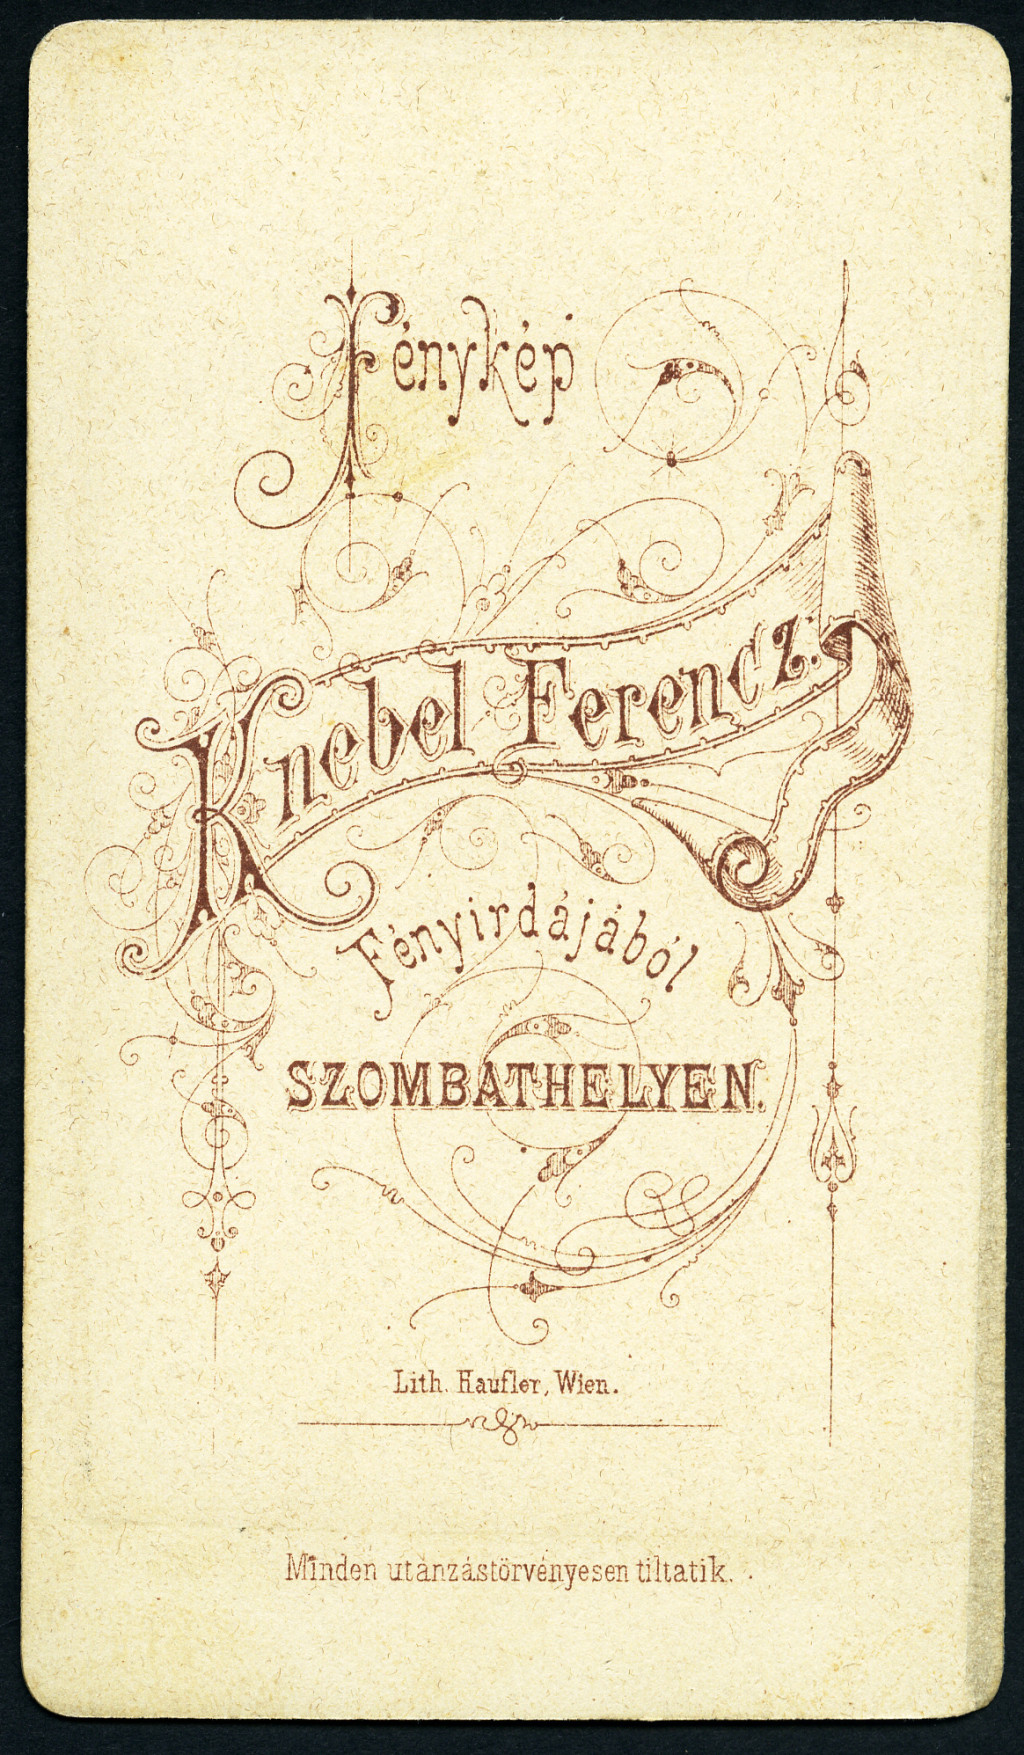 Fénykép
Knebel Ferencz.
Fényirdájából
SZOMBATHELYEN.
Lith. Haufler, Wien.
Minden utánzás törvényesen tiltatik.